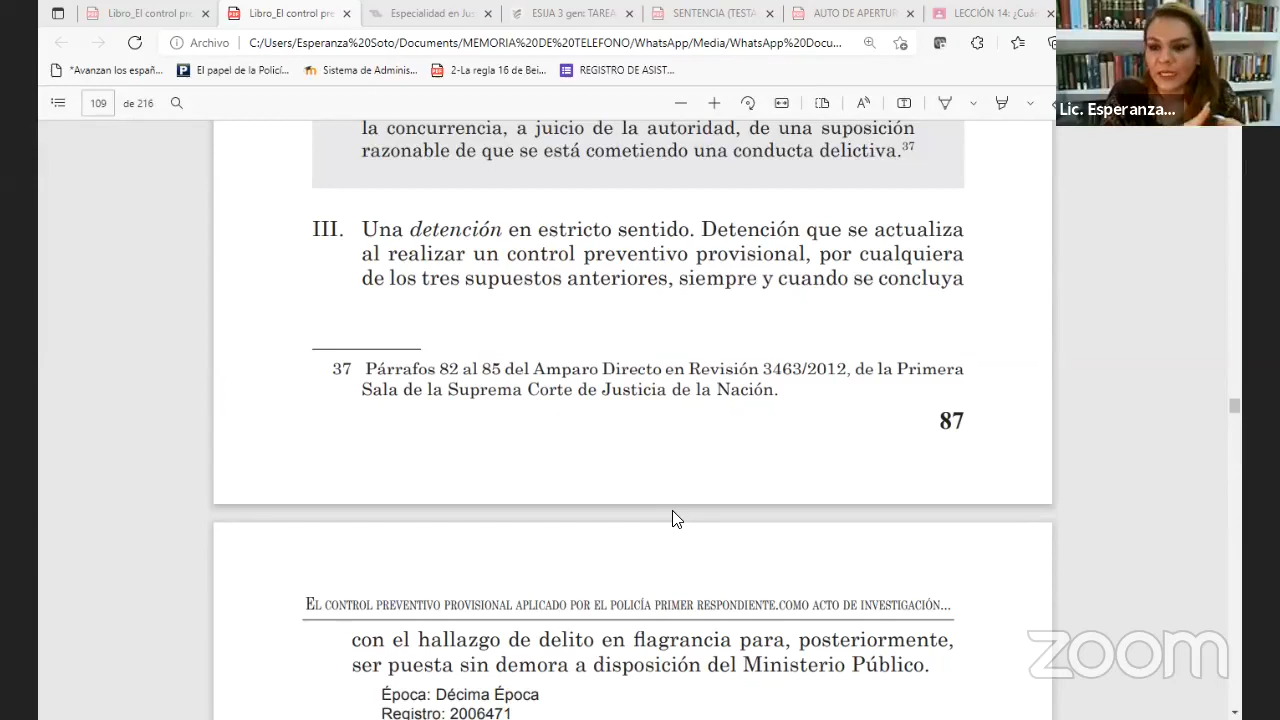 Libro_El control pre
Libro_El control pre
Especialidad en Jus
ESIJA 3 gen: TAREA
SENTENCIA (TESTA
AUTO DE APERTUR
LECCIÓN 14: ¿Cuá
Archivo
C:/Users/Esperanza%20Soto/Documents/MEMORIA%20DE%20TELEFONO/WhatsApp/Media/WhatsApp%20Docu...
"Avanzan los españ...
El papel de la Policí...
Sistema de Adminis...
2-La regla 16 de Bei...
REGISTRO DE ASIST...
109 de 216
Lic. Esperanza...
la concurrencia, a juicio de la autoridad, de una suposición
razonable de que se está cometiendo una conducta delictiva.37
III. Una detención en estricto sentido. Detención que se actualiza
al realizar un control preventivo provisional, por cualquiera
de los tres supuestos anteriores, siempre y cuando se concluya
37 Párrafos 82 al 85 del Amparo Directo en Revisión 3463/2012, de la Primera
Sala de la Suprema Corte de Justicia de la Nación.
87
El control preventivo provisional aplicado por el policía primer respondiente.como acto de investigación...
con el hallazgo de delito en flagrancia para, posteriormente,
ser puesta sin demora a disposición del Ministerio Público.
Época: Décima Época
Registro: 2006471
zoom